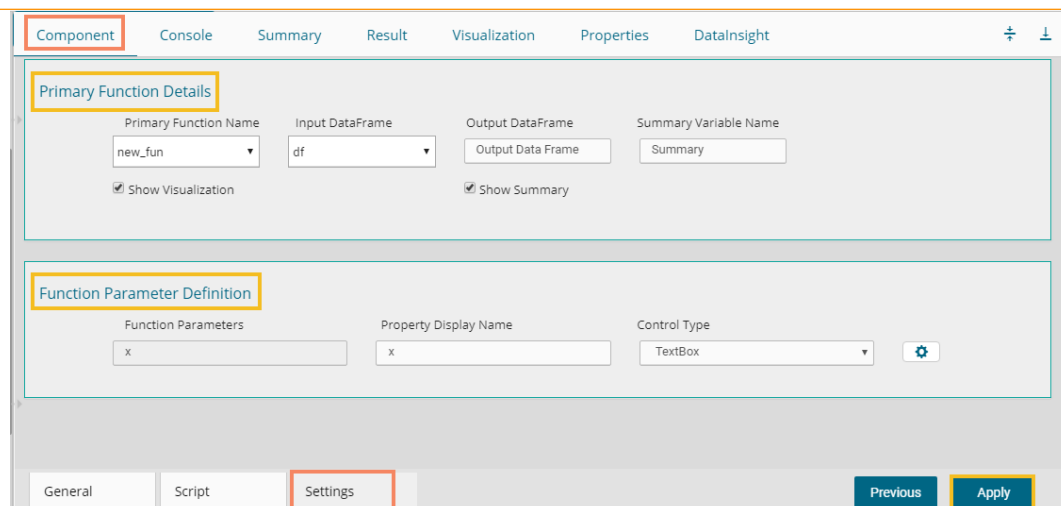 Component Console Summary Result Visualization Properties DataInsight
Primary Function Details
Primary Function Name Input DataFrame Output DataFrame Summary Variable Name
new_fun df Output Data Frame Summary
Show Visualization Show Summary
Function Parameter Definition
Function Parameters Property Display Name Control Type
x x TextBox
General Script Settings Previous Apply